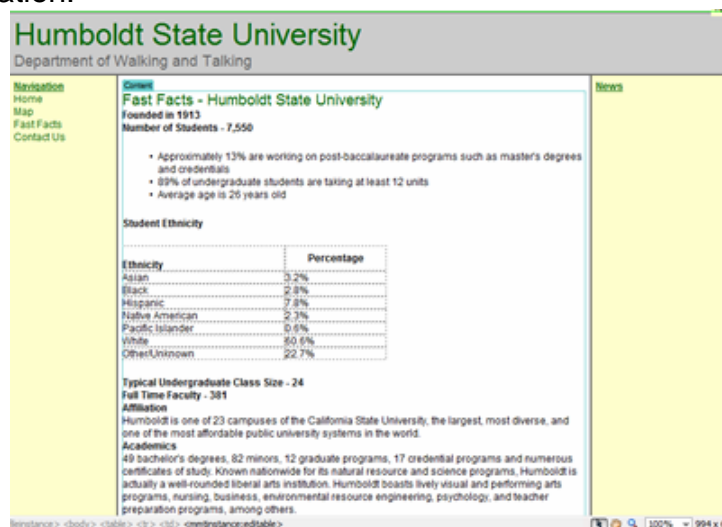 ation.
Humboldt State University
Department of Walking and Talking
Navigation
Home
Map
Fast Facts
Contact Us
Content
Fast Facts - Humboldt State University
Founded in 1913
Number of Students - 7,550
• Approximately 13% are working on post-baccalaureate programs such as master's degrees
and credentials
• 89% of undergraduate students are taking at least 12 units
• Average age is 26 years old
Student Ethnicity
Ethnicity Percentage
Asian 3.2%
Black 2.8%
Hispanic 7.8%
Native American 2.3%
Pacific Islander 0.6%
White 60.6%
Other/Unknown 22.7%
Typical Undergraduate Class Size - 24
Full Time Faculty - 381
Affiliation
Humboldt is one of 23 campuses of the California State University, the largest, most diverse, and
one of the most affordable public university systems in the world.
Academics
49 bachelor's degrees, 82 minors, 12 graduate programs, 17 credential programs and numerous
certificates of study. Known nationwide for its natural resource and science programs, Humboldt is
actually a well-rounded liberal arts institution. Humboldt boasts lively visual and performing arts
programs, nursing, business, environmental resource engineering, psychology, and teacher
preparation programs, among others.
News
<body> <table> <tr> <td> <mmtinstance:editable>
100%